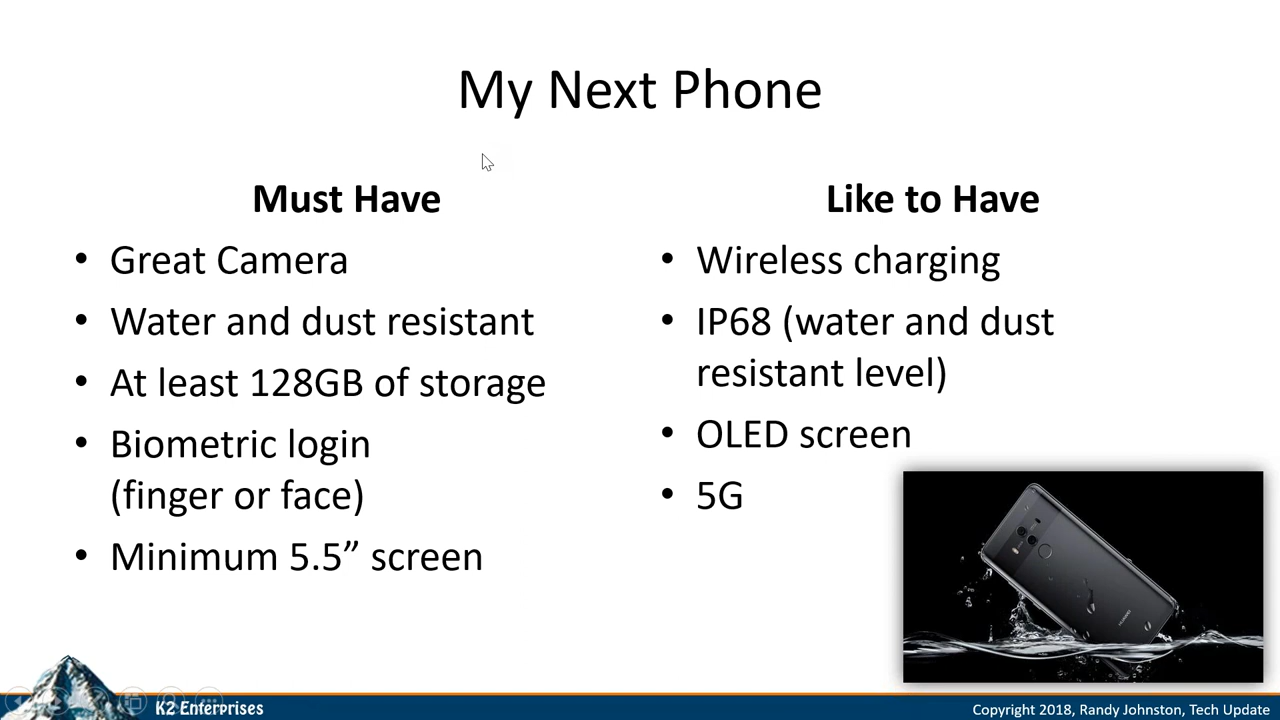 My Next Phone
Must Have
• Great Camera
• Water and dust resistant
• At least 128GB of storage
• Biometric login
(finger or face)
• Minimum 5.5” screen
Like to Have
• Wireless charging
• IP68 (water and dust
resistant level)
• OLED screen
• 5G
HUAWEI
K2 Enterprises
Copyright 2018, Randy Johnston, Tech Update